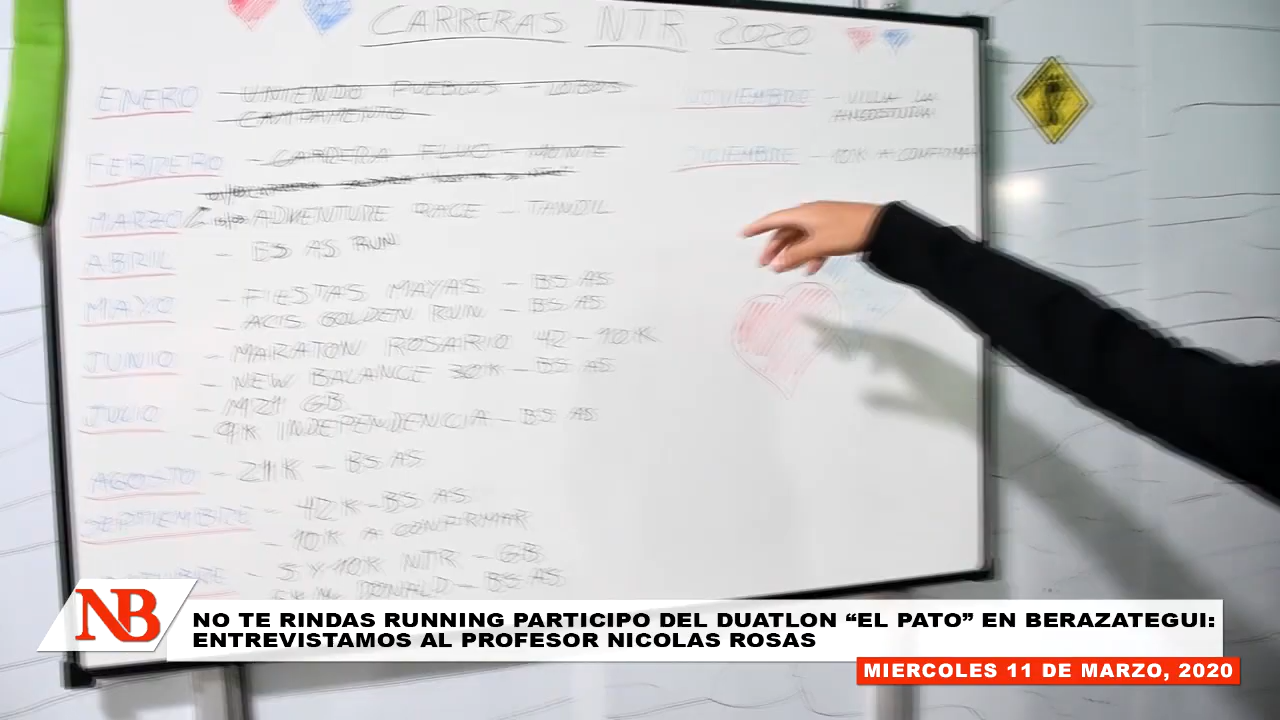 CARRERAS NTR 2020
ENERO - UNIENDO PUEBLOS - LOBOS
CAMPAMENTO
FEBRERO - CARRERA FLUO - MONTE
MARZO ADVENTURE RACE - TANDIL
ABRIL - BS AS RUN
MAYO - FIESTAS MAYAS - BS AS
- ACIS GOLDEN RUN - BS AS
JUNIO - MARATON ROSARIO 42 - 10K
- NEW BALANCE 30K - BS AS
JULIO - GB
- 9K INDEPENDENCIA - BS AS
AGOSTO - 21K - BS AS
SEPTIEMBRE - 42K - BS AS
- 10K A CONFIRMAR
- 5 Y 10K NTR - GB
DONALD - BS AS
NOVIEMBRE - VILLA LA
ANGOSTURA
DICIEMBRE - 10K A CONFIRMAR
NB
NO TE RINDAS RUNNING PARTICIPO DEL DUATLON “EL PATO” EN BERAZATEGUI:
ENTREVISTAMOS AL PROFESOR NICOLAS ROSAS
MIERCOLES 11 DE MARZO, 2020